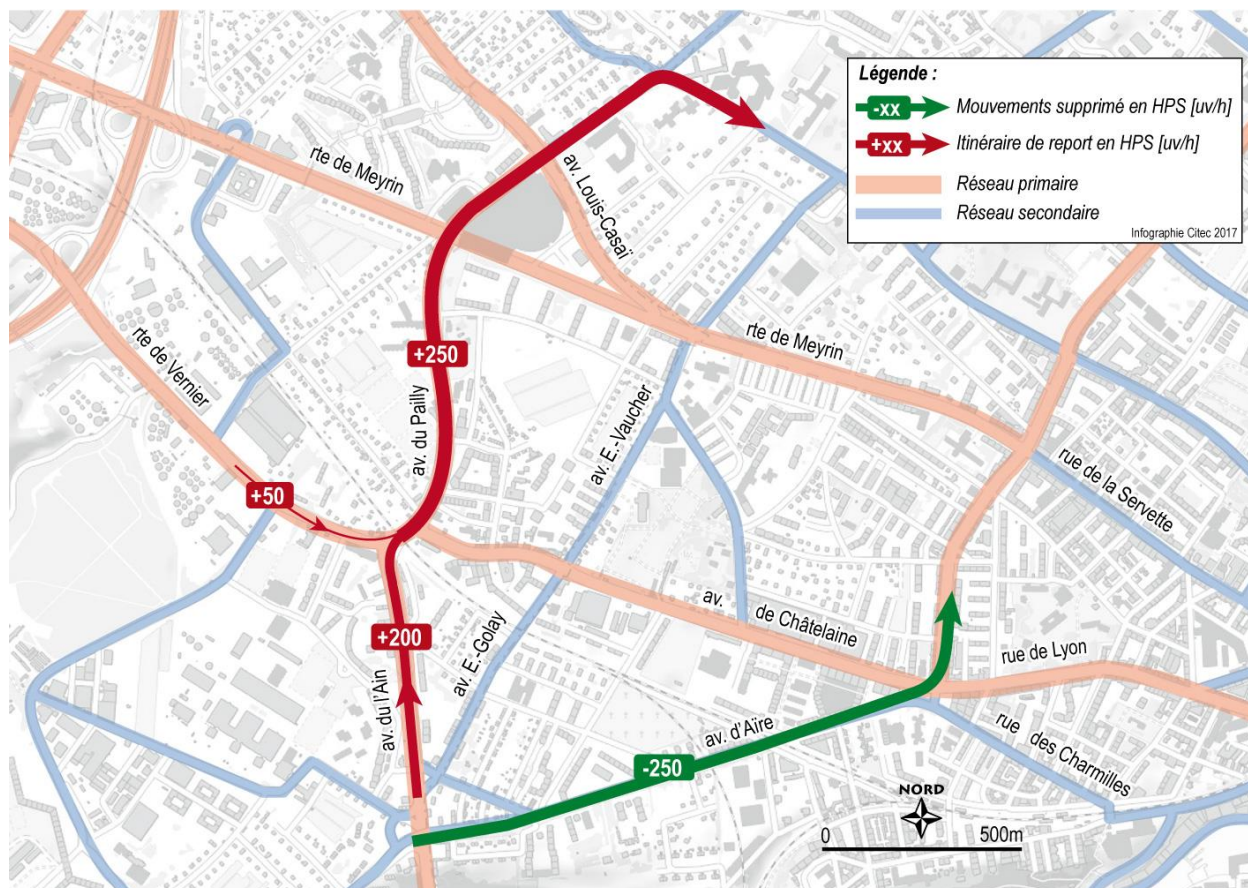 Légende :
-xx Mouvements supprimé en HPS [uv/h]
+xx Itinéraire de report en HPS [uv/h]
Réseau primaire
Réseau secondaire
Infographie Citec 2017
rte de Meyrin
av. Louis-Casaï
rte de Vernier
+250
rte de Meyrin
av. du Pailly
av. E.-Vaucher
rue de la Servette
+50
av. de Châtelaine
+200
av. E.-Golay
rue de Lyon
av. du l'Ain
av. d'Aïre
-250
rue des Charmilles
NORD
0 500m